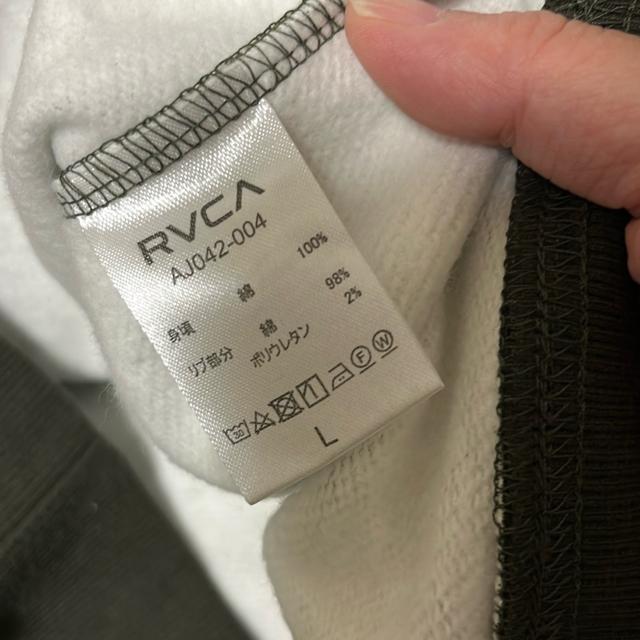 RVCA
AJ042-004
身頃 綿 100%
リブ部分 綿 98%
ポリウレタン 2%
F W
L